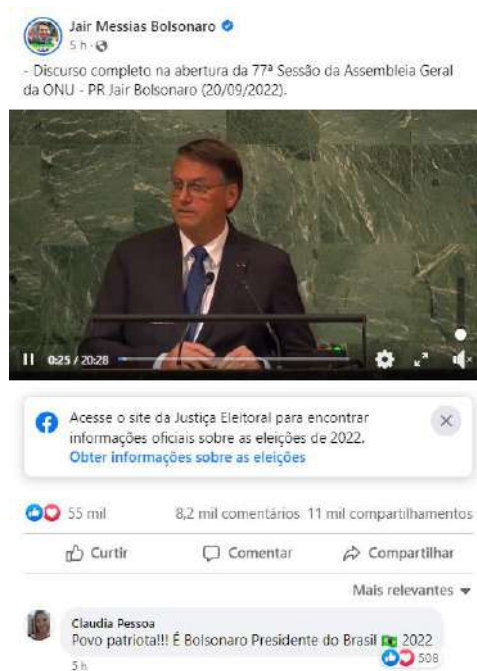 Jair Messias Bolsonaro
5 h ·
- Discurso completo na abertura da 77ª Sessão da Assembleia Geral
da ONU - PR Jair Bolsonaro (20/09/2022).
0:25 / 20:28
Acesse o site da Justiça Eleitoral para encontrar
informações oficiais sobre as eleições de 2022.
Obter informações sobre as eleições
55 mil 8,2 mil comentários 11 mil compartilhamentos
Curtir Comentar Compartilhar
Mais relevantes
Claudia Pessoa
Povo patriota!!! É Bolsonaro Presidente do Brasil 🇧🇷 2022
508
5 h